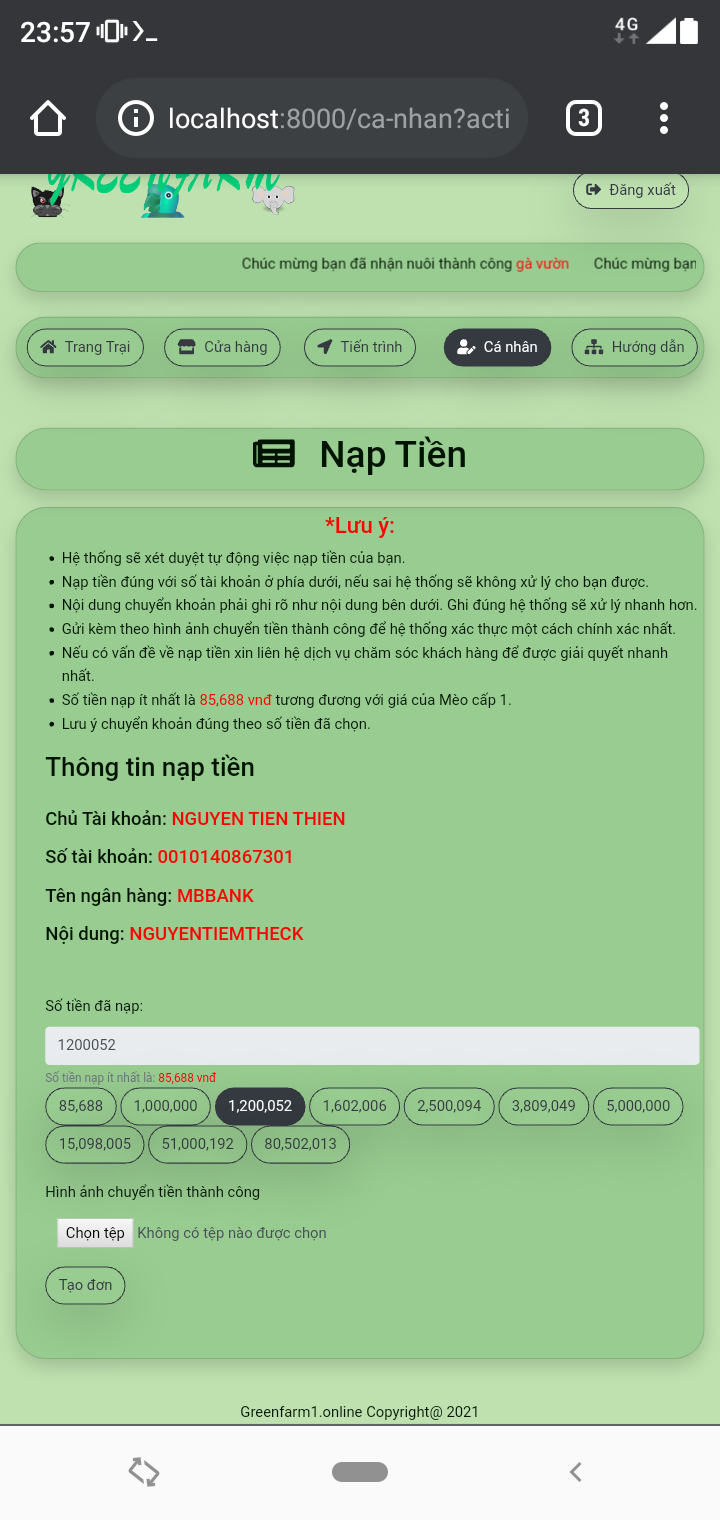 23:57
4G
localhost:8000/ca-nhan?acti
3
GREENFARM
Đăng xuất
Chúc mừng bạn đã nhận nuôi thành công gà vườn Chúc mừng bạn
Trang Trại Cửa hàng Tiến trình Cá nhân Hướng dẫn
Nạp Tiền
*Lưu ý:
Hệ thống sẽ xét duyệt tự động việc nạp tiền của bạn.
Nạp tiền đúng với số tài khoản ở phía dưới, nếu sai hệ thống sẽ không xử lý cho bạn được.
Nội dung chuyển khoản phải ghi rõ như nội dung bên dưới. Ghi đúng hệ thống sẽ xử lý nhanh hơn.
Gửi kèm theo hình ảnh chuyển tiền thành công để hệ thống xác thực một cách chính xác nhất.
Nếu có vấn đề về nạp tiền xin liên hệ dịch vụ chăm sóc khách hàng để được giải quyết nhanh
nhất.
Số tiền nạp ít nhất là 85,688 vnđ tương đương với giá của Mèo cấp 1.
Lưu ý chuyển khoản đúng theo số tiền đã chọn.
Thông tin nạp tiền
Chủ Tài khoản: NGUYEN TIEN THIEN
Số tài khoản: 0010140867301
Tên ngân hàng: MBBANK
Nội dung: NGUYENTIEMTHECK
Số tiền đã nạp:
1200052
Số tiền nạp ít nhất là: 85,688 vnđ
85,688 1,000,000 1,200,052 1,602,006 2,500,094 3,809,049 5,000,000
15,098,005 51,000,192 80,502,013
Hình ảnh chuyển tiền thành công
Chọn tệp Không có tệp nào được chọn
Tạo đơn
Greenfarm1.online Copyright@ 2021